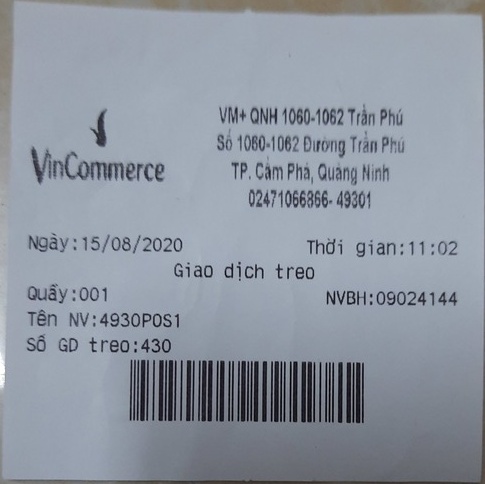 VinCommerce
VM+ QNH 1060-1062 Trần Phú
Số 1060-1062 Đường Trần Phú
TP. Cẩm Phả, Quảng Ninh
02471066866- 49301
Ngày:15/08/2020 Thời gian:11:02
Giao dịch treo
Quầy:001 NVBH:09024144
Tên NV:4930POS1
Số GD treo:430